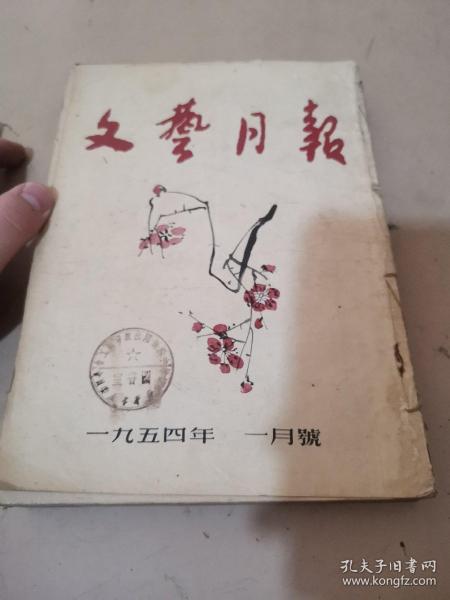 文藝月報
一九五四年 一月號
孔夫子旧书网
www.kongfz.com